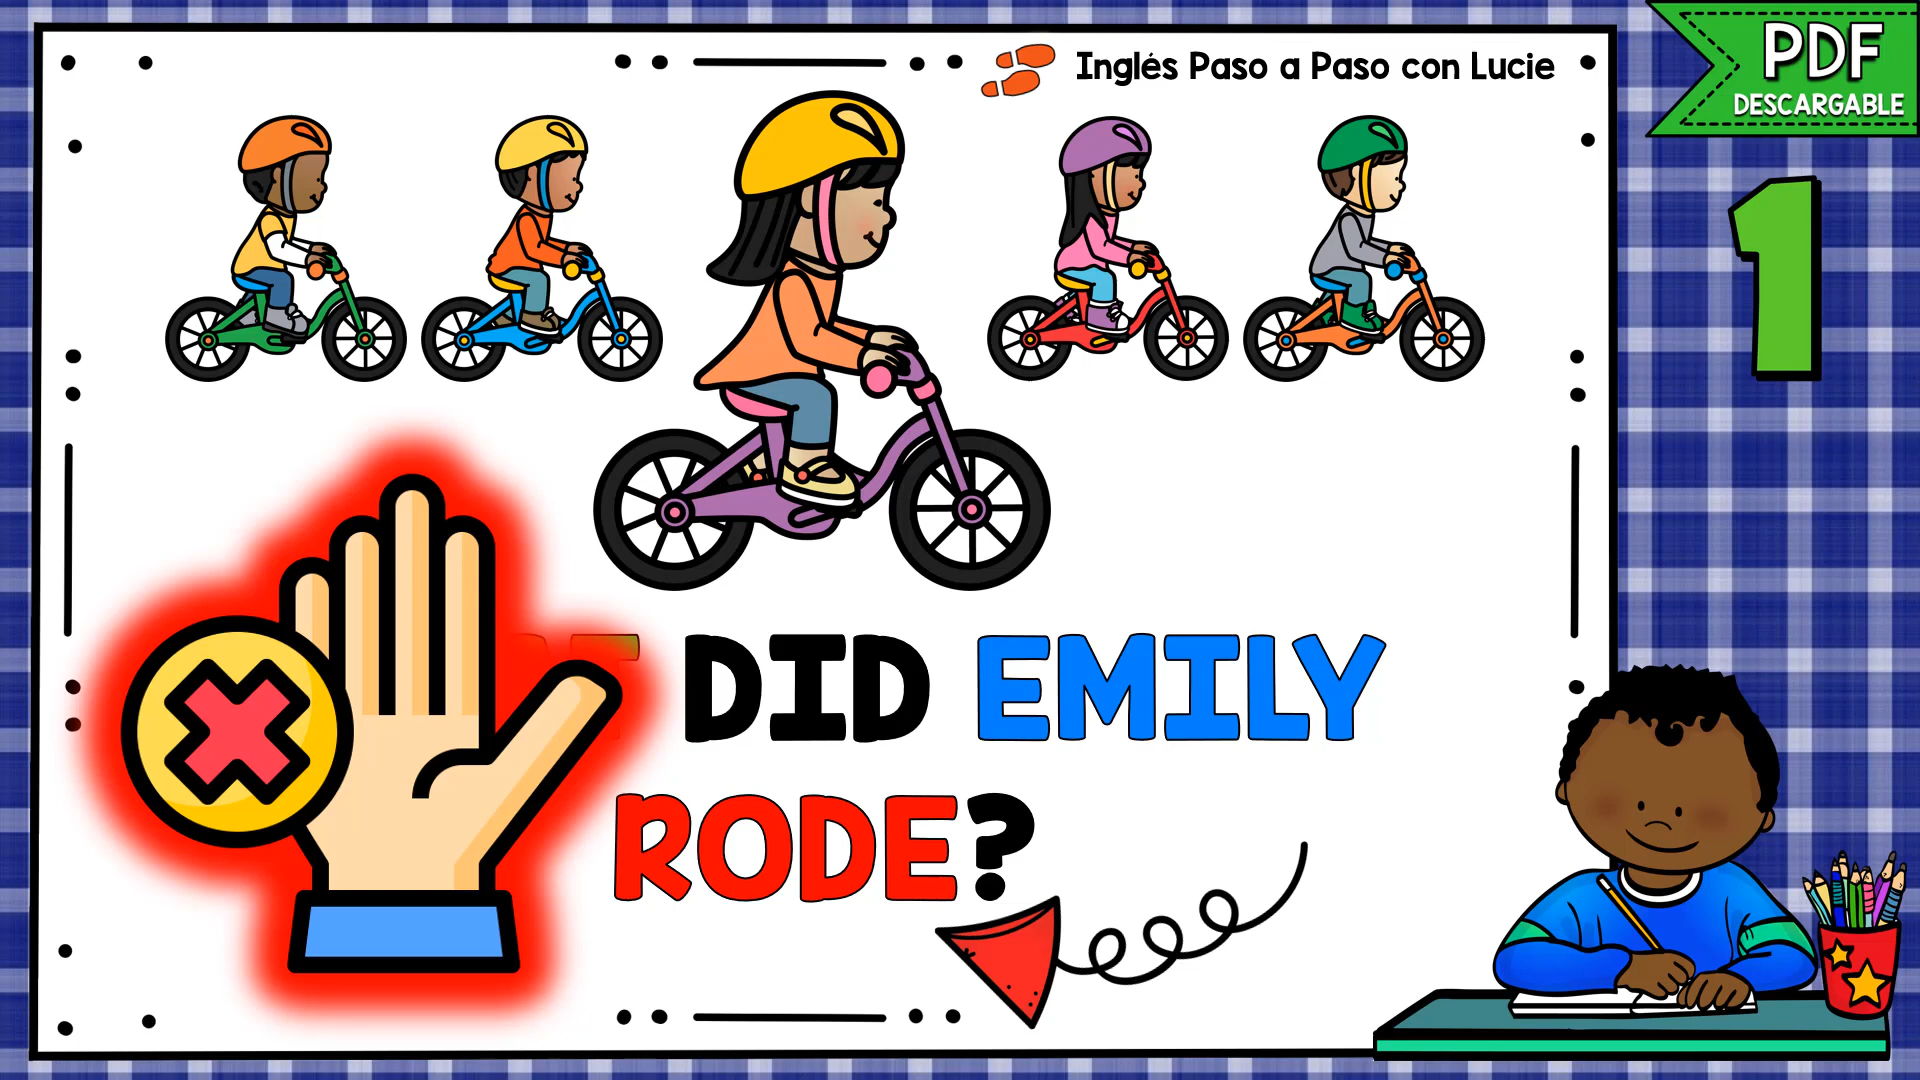 Inglés Paso a Paso con Lucie
PDF
DESCARGABLE
1
DID EMILY
RODE?